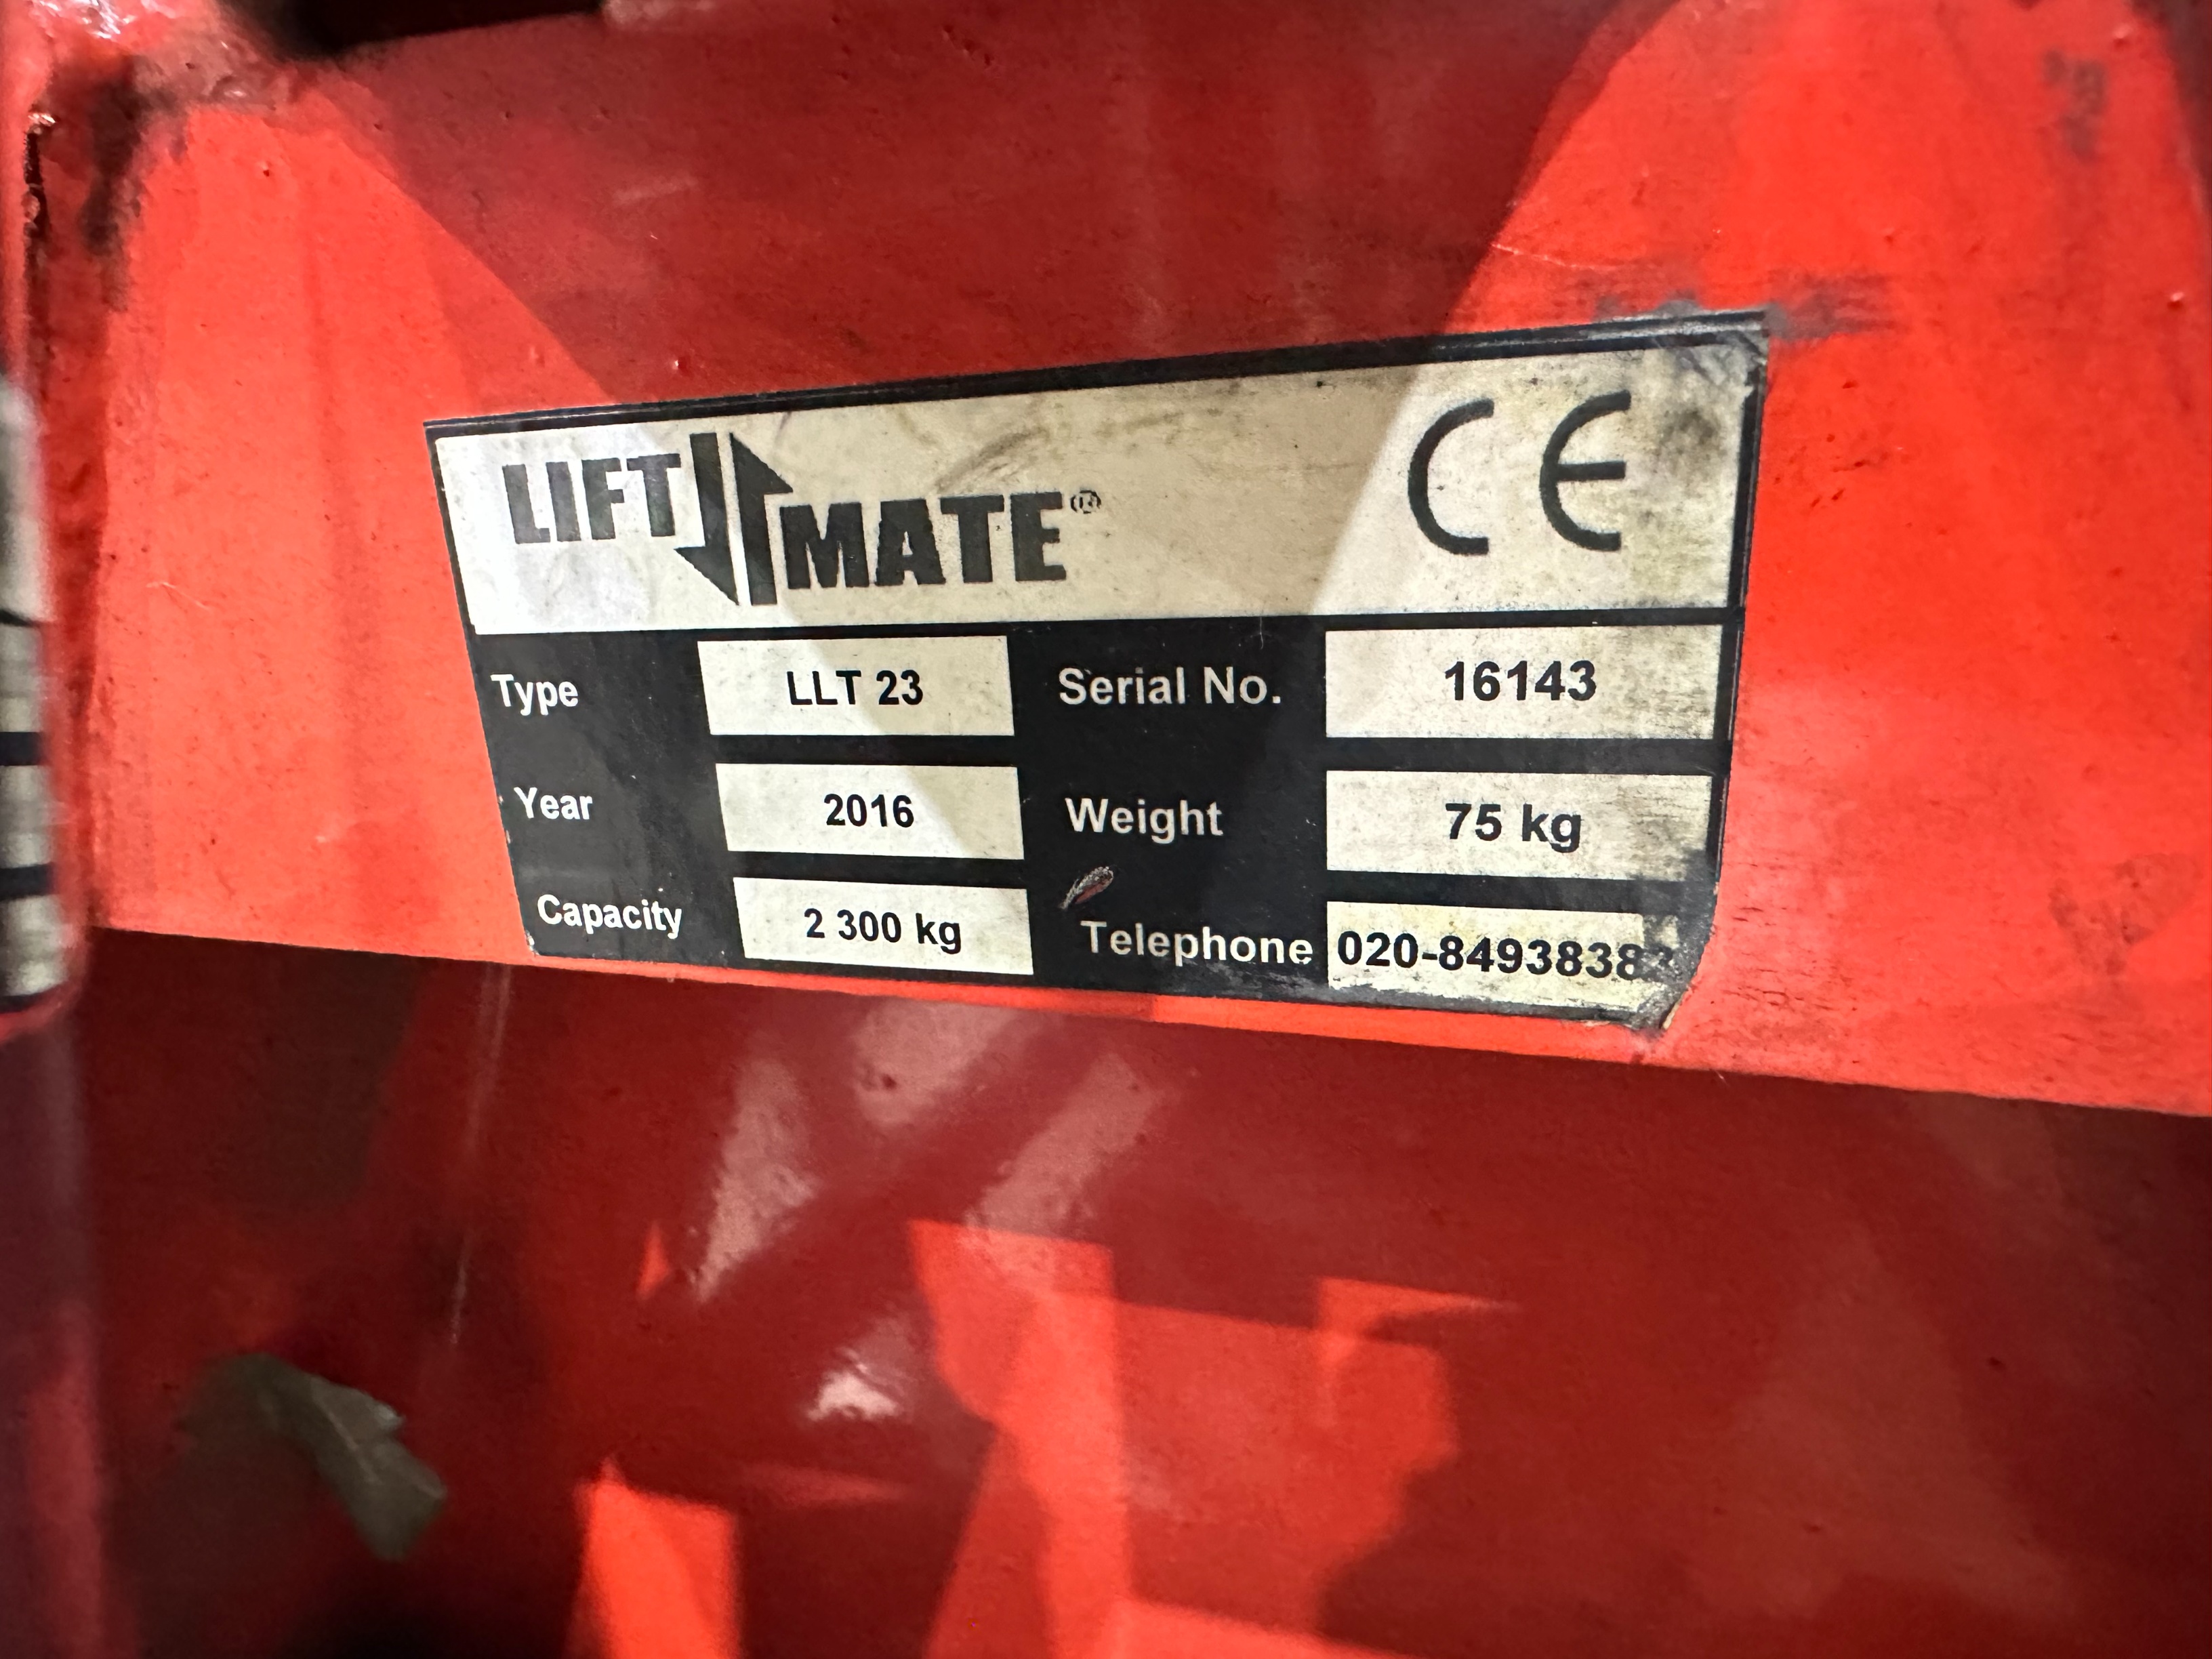 LIFT MATE® CE
Type LLT 23 Serial No. 16143
Year 2016 Weight 75 kg
Capacity 2 300 kg Telephone